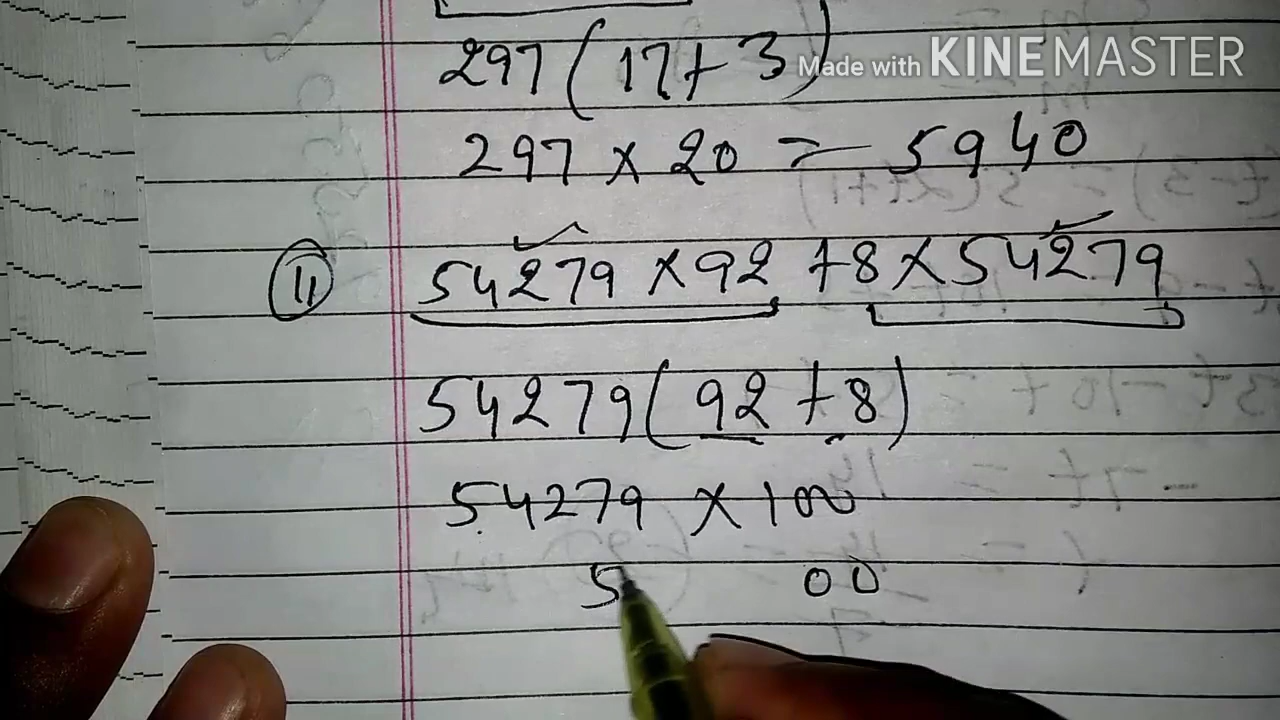 297 ( 17 + 3 )
Made with KINEMASTER
297 × 20 = 5940
(ii) 54279 × 92 + 8 × 54279
54279 ( 92 + 8 )
54279 × 100
5 00